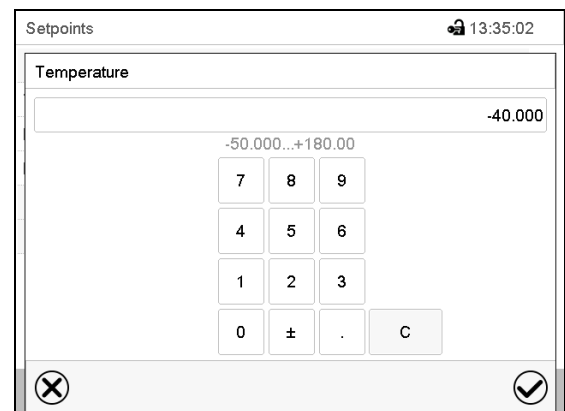 Setpoints 13:35:02
Temperature
-40.000
-50.000...+180.00
7 8 9
4 5 6
1 2 3
0 ± . C